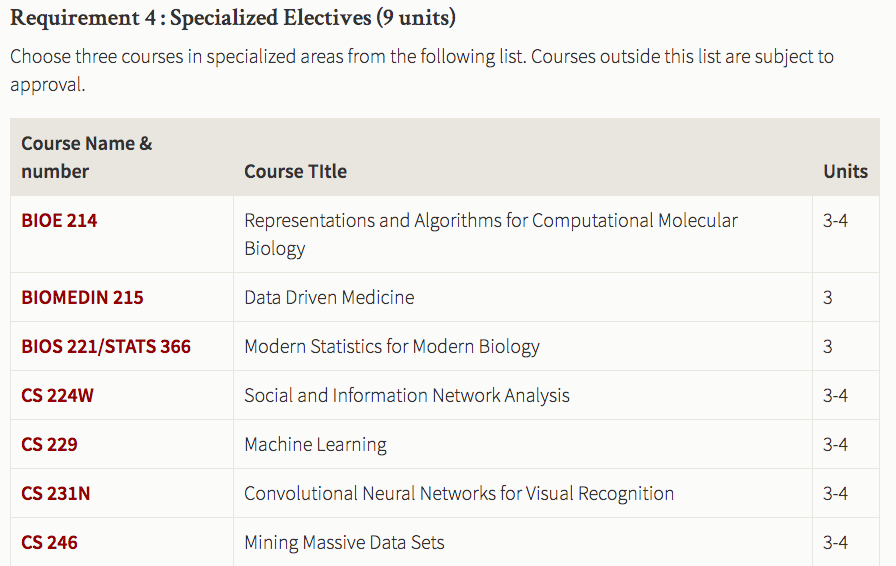 Requirement 4 : Specialized Electives (9 units)
Choose three courses in specialized areas from the following list. Courses outside this list are subject to
approval.
Course Name &
number
Course TItle
Units
BIOE 214
Representations and Algorithms for Computational Molecular
Biology
3-4
BIOMEDIN 215
Data Driven Medicine
3
BIOS 221/STATS 366
Modern Statistics for Modern Biology
3
CS 224W
Social and Information Network Analysis
3-4
CS 229
Machine Learning
3-4
CS 231N
Convolutional Neural Networks for Visual Recognition
3-4
CS 246
Mining Massive Data Sets
3-4